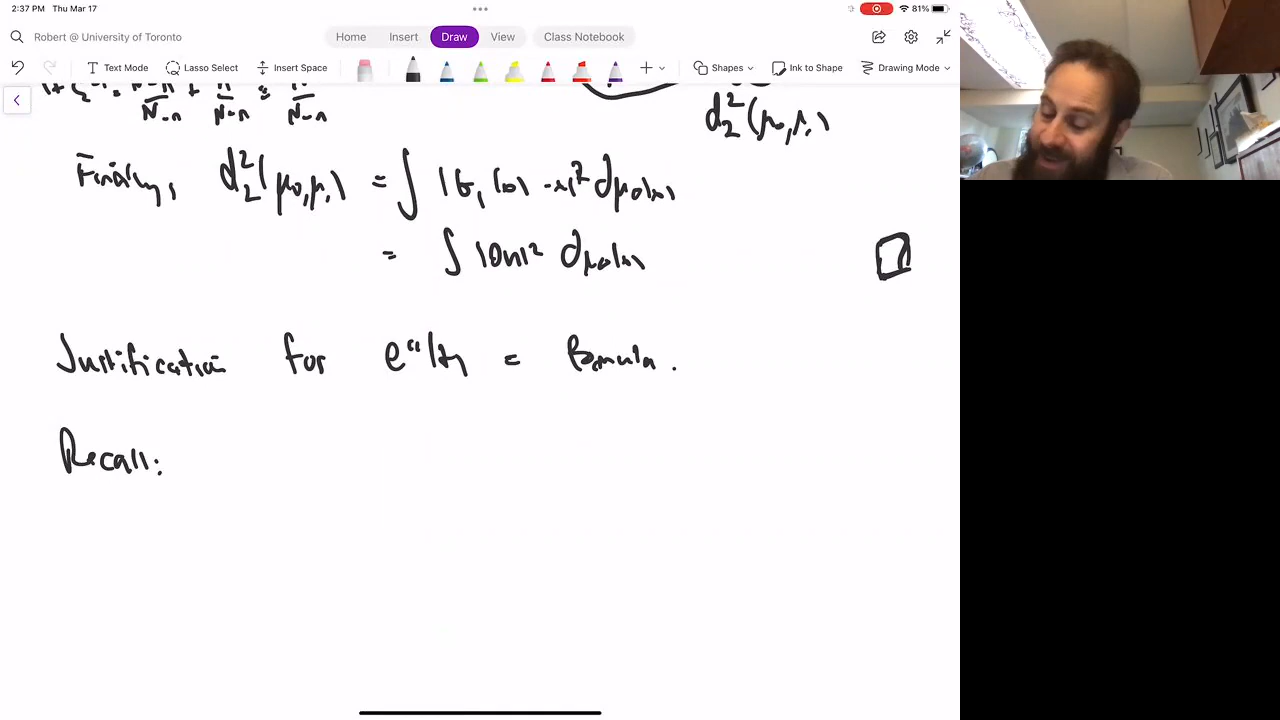 2:37 PM Thu Mar 17
81%
Robert @ University of Toronto
Home Insert Draw View Class Notebook
Text Mode Lasso Select Insert Space Shapes Ink to Shape Drawing Mode
N-n N-n N-n
d₂²(μ₀,μ₁)
Finally, d₂²(μ₀,μ₁) = ∫ |G₁(x) - x|² dμ₀(x)
= ∫ |Du|² dμ₀(x) □
Justification for e''(t) = Formula.
Recall: